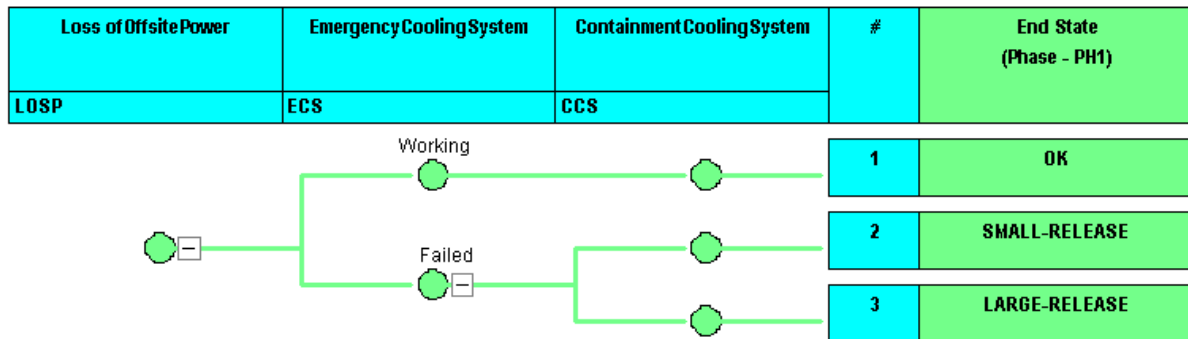 Loss of Offsite Power
Emergency Cooling System
Containment Cooling System
#
End State
(Phase - PH1)
LOSP
ECS
CCS
Working
1
OK
2
SMALL-RELEASE
Failed
3
LARGE-RELEASE